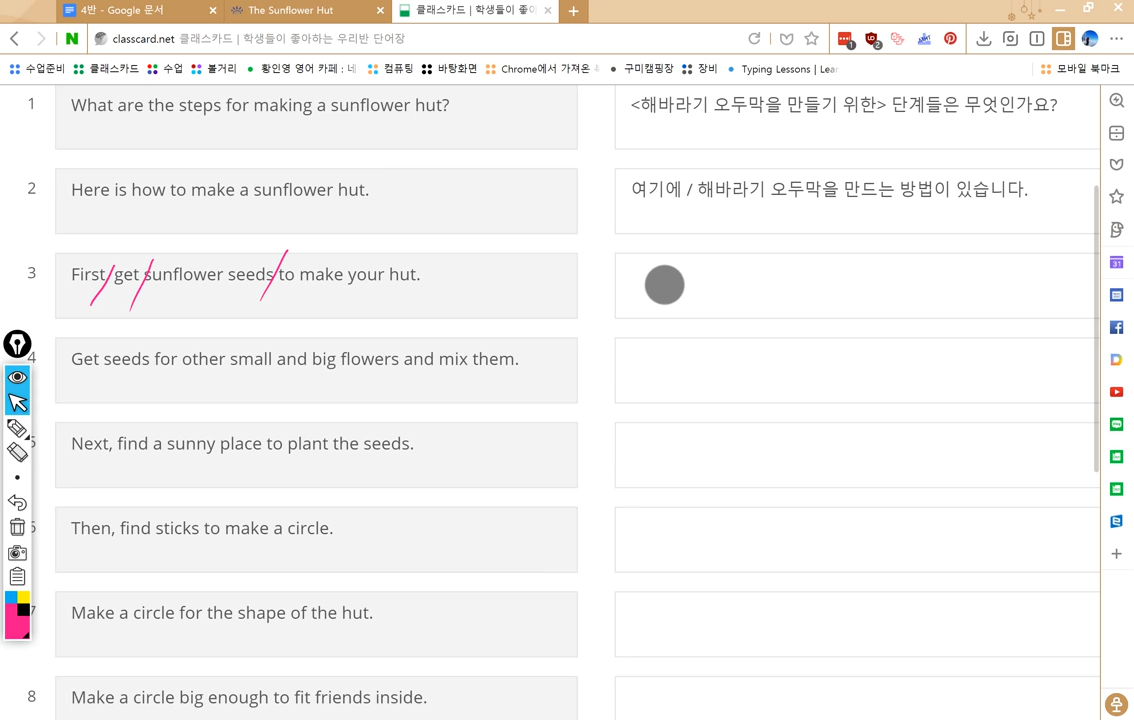 4반 - Google 문서
The Sunflower Hut
클래스카드 | 학생들이 좋아
classcard.net 클래스카드 | 학생들이 좋아하는 우리반 단어장
수업준비
클래스카드
수업
볼거리
황인영 영어 카페 : 네
컴퓨팅
바탕화면
Chrome에서 가져온
구미캠핑장
장비
Typing Lessons | Lear
모바일 북마크
1 What are the steps for making a sunflower hut? <해바라기 오두막을 만들기 위한> 단계들은 무엇인가요?
2 Here is how to make a sunflower hut. 여기에 / 해바라기 오두막을 만드는 방법이 있습니다.
3 First, get sunflower seeds to make your hut.
4 Get seeds for other small and big flowers and mix them.
5 Next, find a sunny place to plant the seeds.
6 Then, find sticks to make a circle.
7 Make a circle for the shape of the hut.
8 Make a circle big enough to fit friends inside.